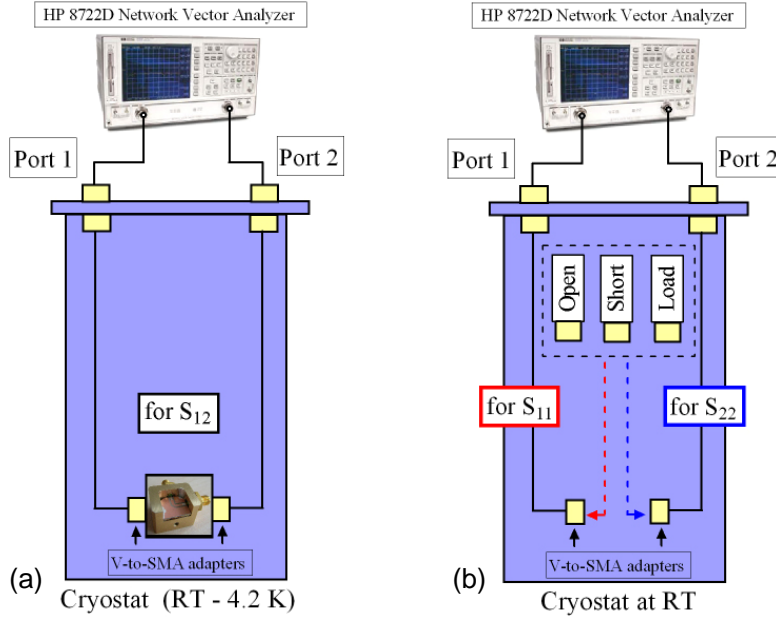 HP 8722D Network Vector Analyzer
Port 1
Port 2
for S12
V-to-SMA adapters
(a)
Cryostat (RT - 4.2 K)
HP 8722D Network Vector Analyzer
Port 1
Port 2
Open
Short
Load
for S11
for S22
V-to-SMA adapters
(b)
Cryostat at RT